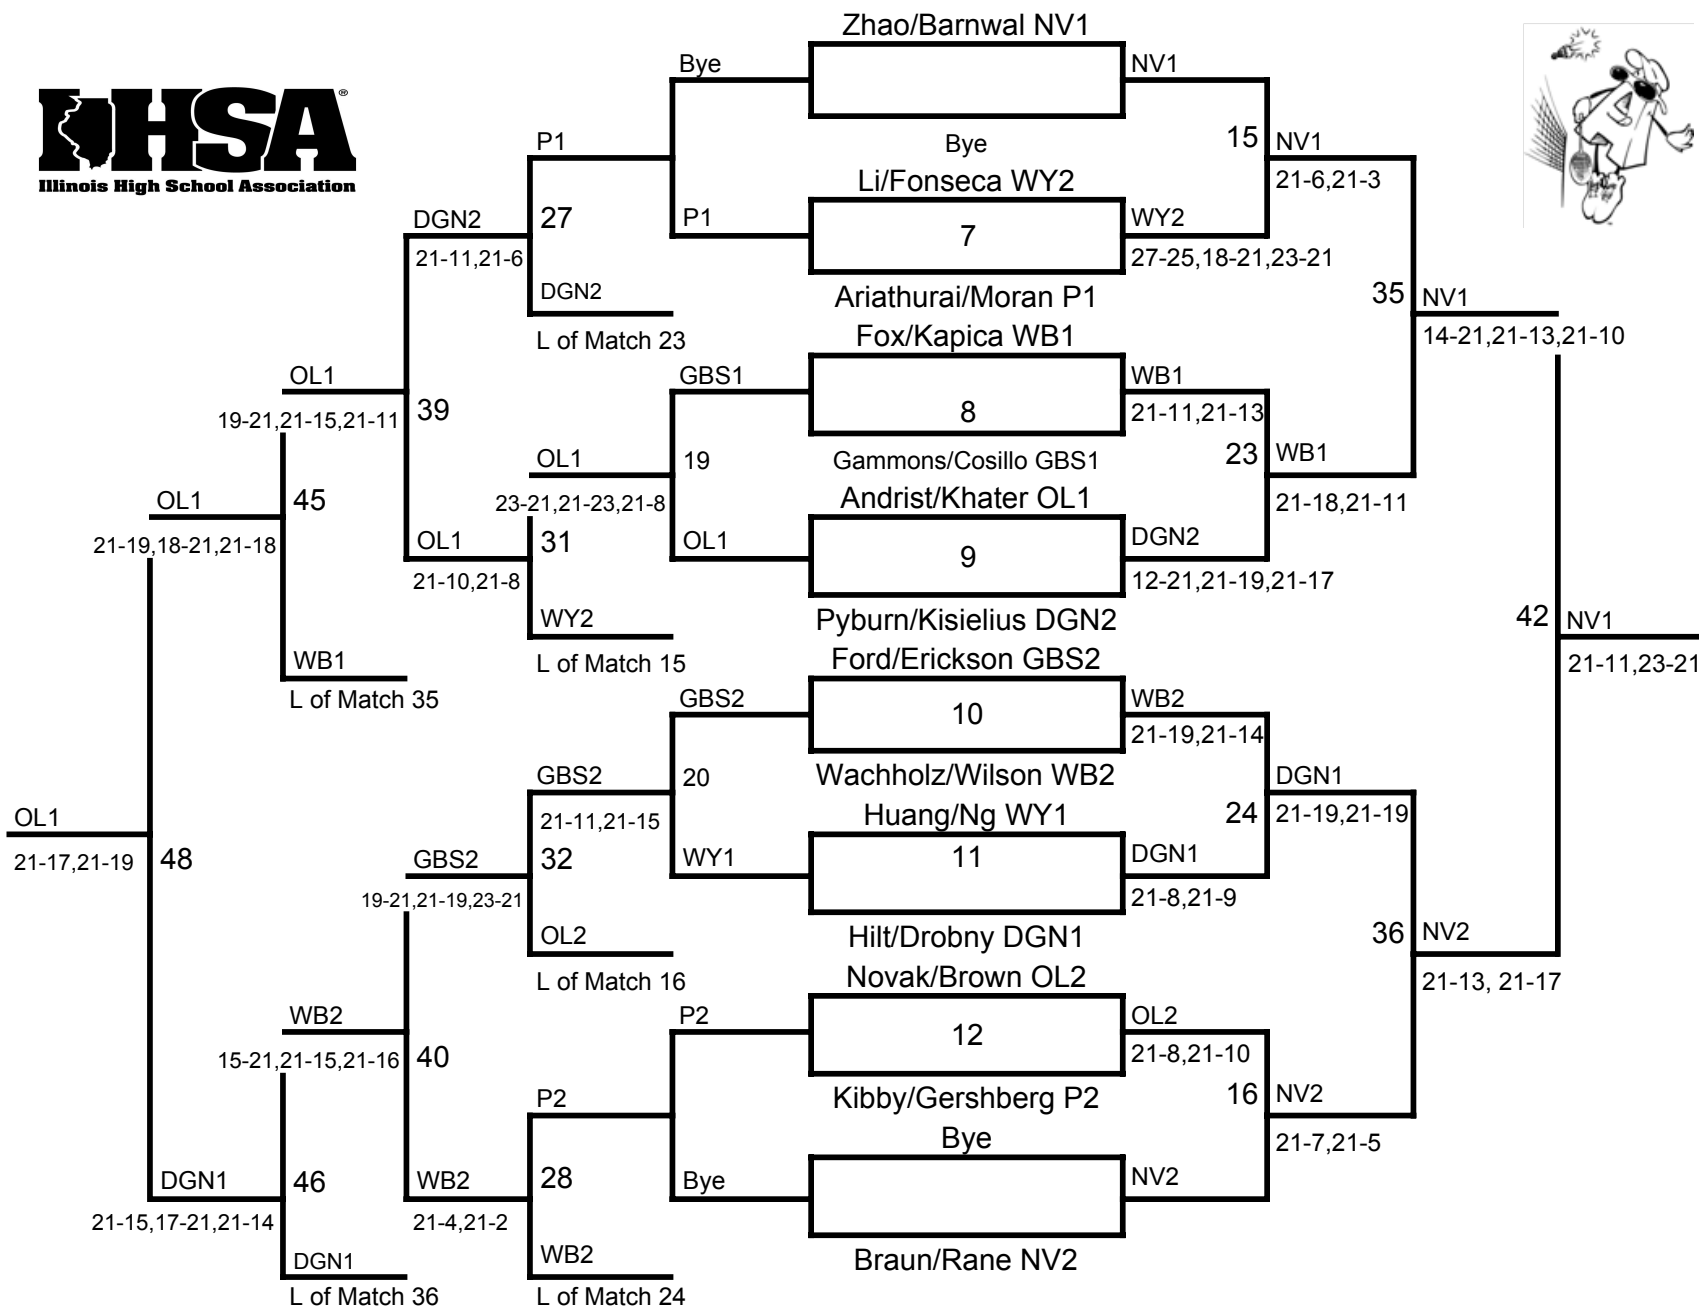 Zhao/Barnwal NV1
Bye
NV1
IHSA®
Illinois High School Association
P1
Bye
15
NV1
21-6,21-3
Li/Fonseca WY2
DGN2
27
P1
7
WY2
21-11,21-6
27-25,18-21,23-21
DGN2
Ariathurai/Moran P1
35
NV1
L of Match 23
Fox/Kapica WB1
14-21,21-13,21-10
OL1
GBS1
WB1
19-21,21-15,21-11
39
8
21-11,21-13
OL1
19
Gammons/Cosillo GBS1
23
WB1
OL1
45
23-21,21-23,21-8
Andrist/Khater OL1
21-18,21-11
21-19,18-21,21-18
OL1
31
OL1
9
DGN2
21-10,21-8
12-21,21-19,21-17
WY2
Pyburn/Kisielius DGN2
42
NV1
WB1
L of Match 15
Ford/Erickson GBS2
21-11,23-21
L of Match 35
GBS2
10
WB2
21-19,21-14
GBS2
20
Wachholz/Wilson WB2
DGN1
OL1
21-11,21-15
Huang/Ng WY1
24
21-19,21-19
21-17,21-19
48
GBS2
32
WY1
11
DGN1
19-21,21-19,23-21
21-8,21-9
OL2
Hilt/Drobny DGN1
36
NV2
L of Match 16
Novak/Brown OL2
21-13, 21-17
WB2
P2
12
OL2
15-21,21-15,21-16
40
21-8,21-10
P2
Kibby/Gershberg P2
16
NV2
Bye
21-7,21-5
DGN1
46
WB2
28
Bye
NV2
21-15,17-21,21-14
21-4,21-2
DGN1
WB2
Braun/Rane NV2
L of Match 36
L of Match 24